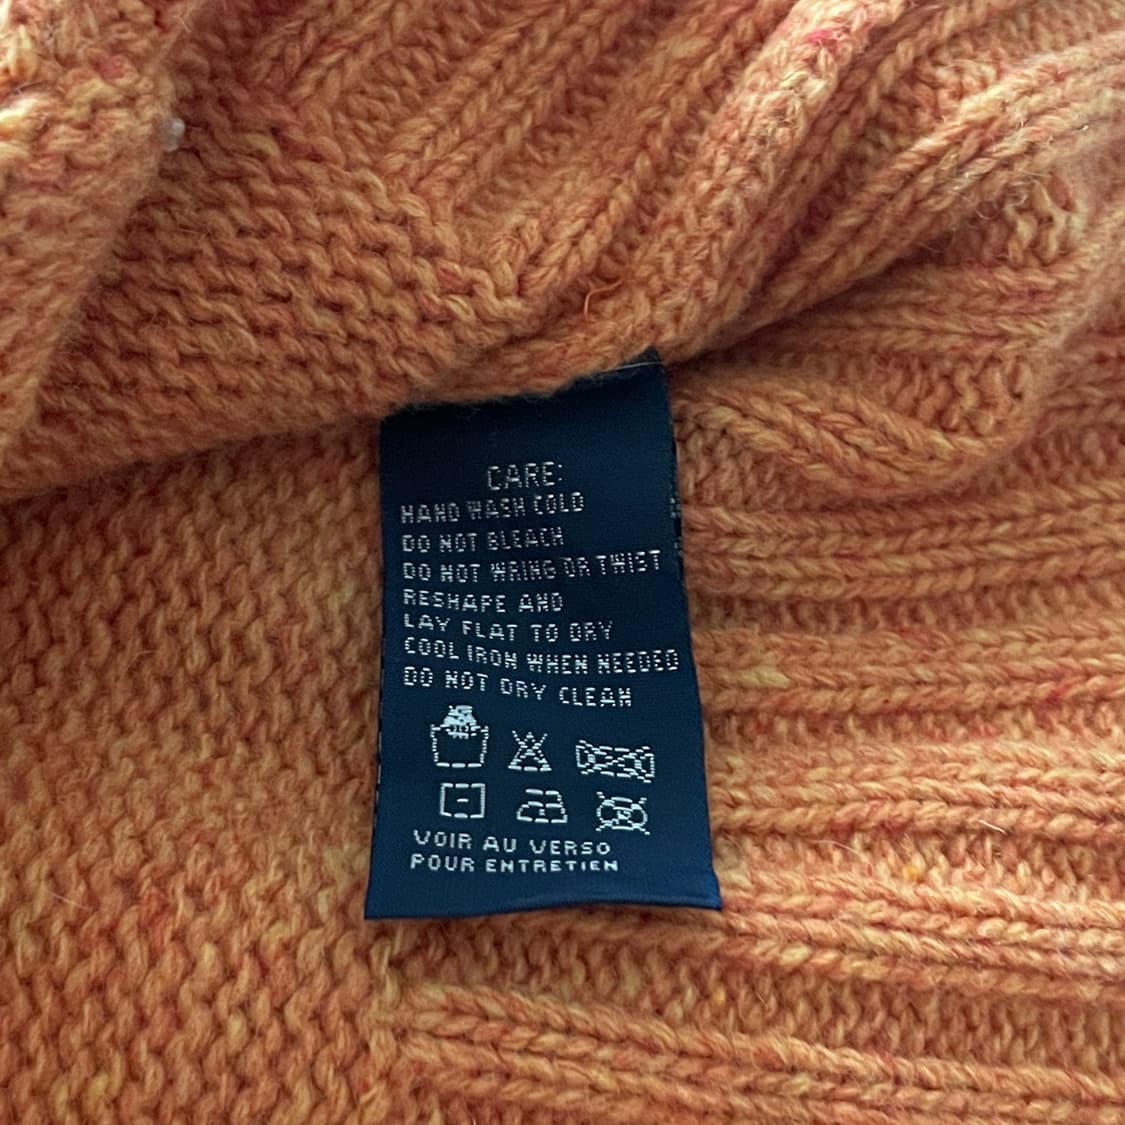 CARE:
HAND WASH COLD
DO NOT BLEACH
DO NOT WRING OR TWIST
RESHAPE AND
LAY FLAT TO DRY
COOL IRON WHEN NEEDED
DO NOT DRY CLEAN
VOIR AU VERSO
POUR ENTRETIEN